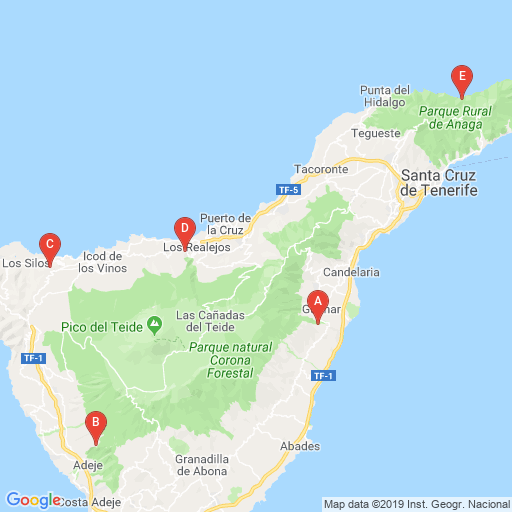 E
Punta del
Hidalgo
Parque Rural
de Anaga
Tegueste
Tacoronte
Santa Cruz
de Tenerife
TF-5
Puerto de
la Cruz
D
Los Realejos
C
Los Silos
Icod de
los Vinos
Candelaria
A
Las Cañadas
del Teide
Pico del Teide
Parque natural
Corona
Forestal
TF-1
TF-1
B
Adeje
Abades
Granadilla
de Abona
Costa Adeje
Google
Map data ©2019 Inst. Geogr. Nacional